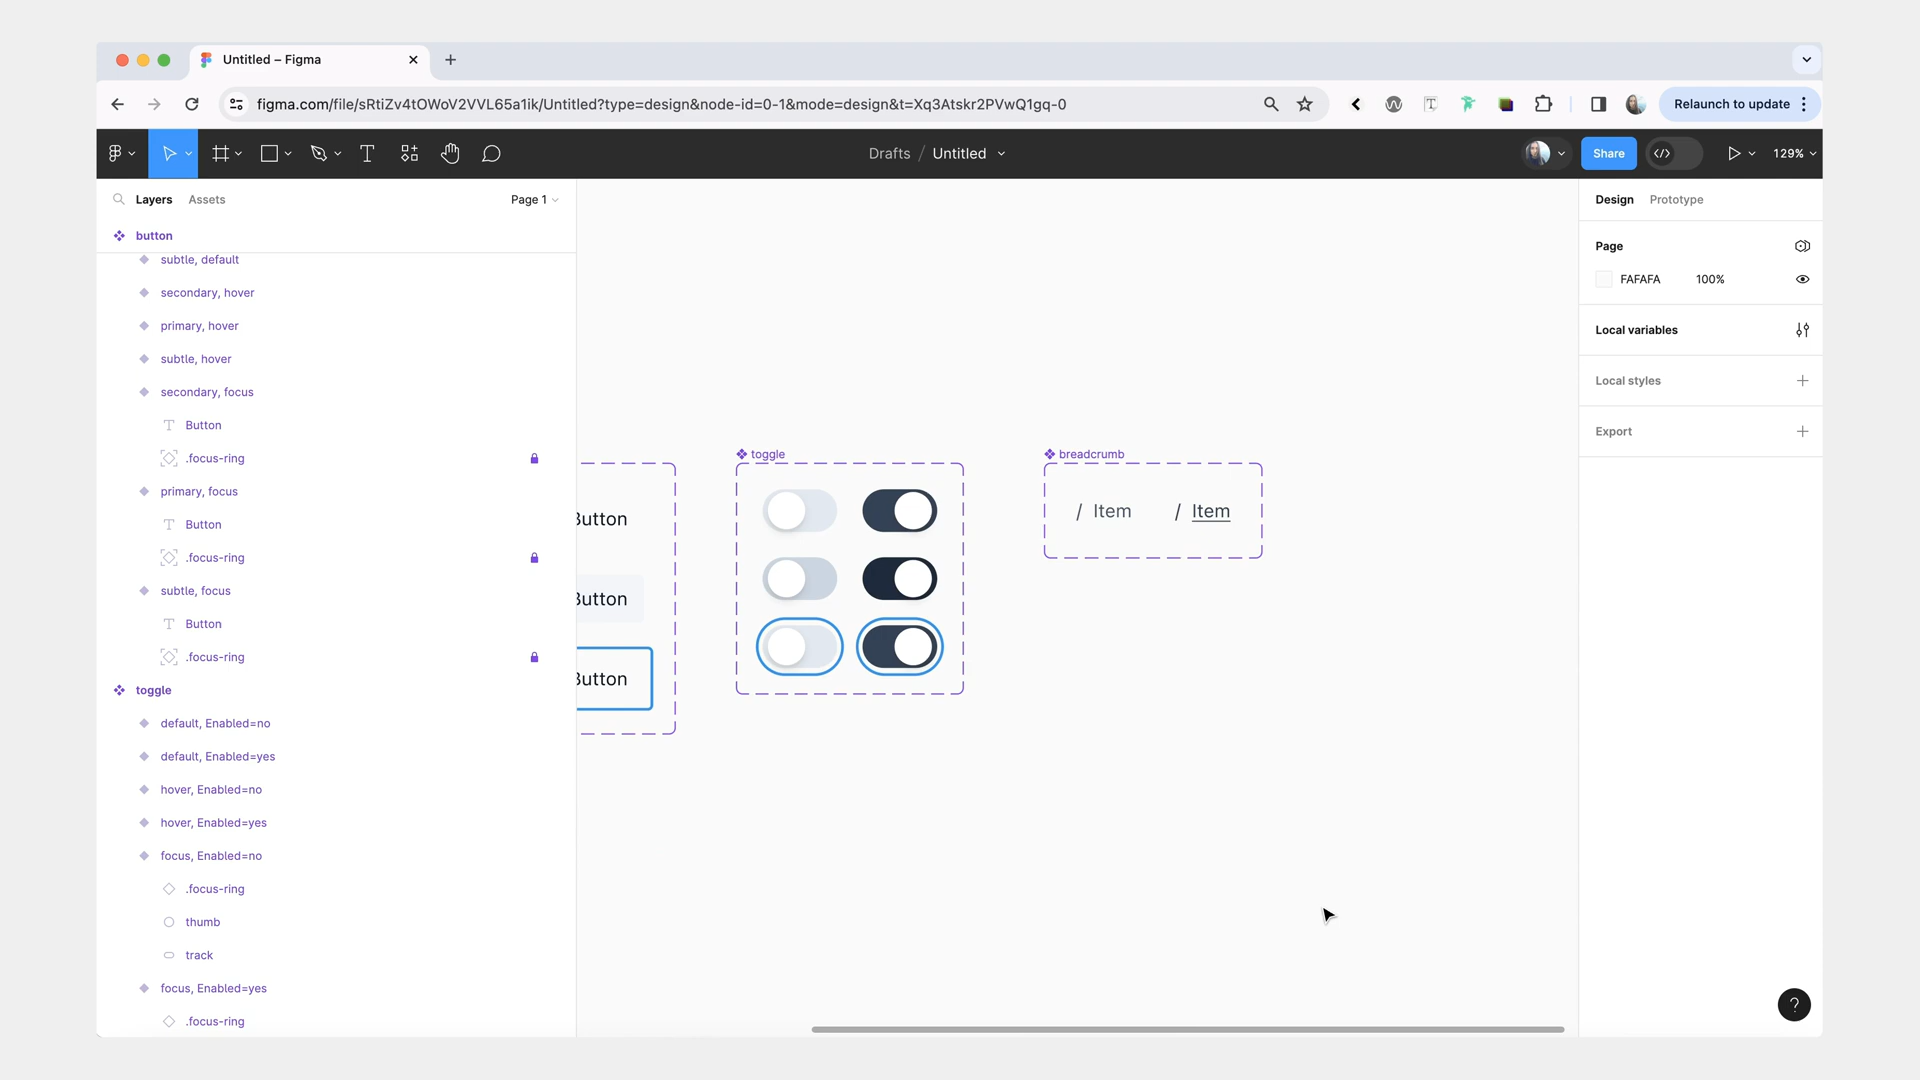 Untitled – Figma
figma.com/file/sRtiZv4tOWoV2VVL65a1ik/Untitled?type=design&node-id=0-1&mode=design&t=Xq3Atskr2PVwQ1gq-0
Relaunch to update
Drafts / Untitled
Share
129%
Layers
Assets
Page 1
button
subtle, default
secondary, hover
primary, hover
subtle, hover
secondary, focus
Button
.focus-ring
primary, focus
Button
.focus-ring
subtle, focus
Button
.focus-ring
toggle
default, Enabled=no
default, Enabled=yes
hover, Enabled=no
hover, Enabled=yes
focus, Enabled=no
.focus-ring
thumb
track
focus, Enabled=yes
.focus-ring
Button
Button
Button
toggle
breadcrumb
/ Item / Item
Design
Prototype
Page
FAFAFA 100%
Local variables
Local styles
Export
?